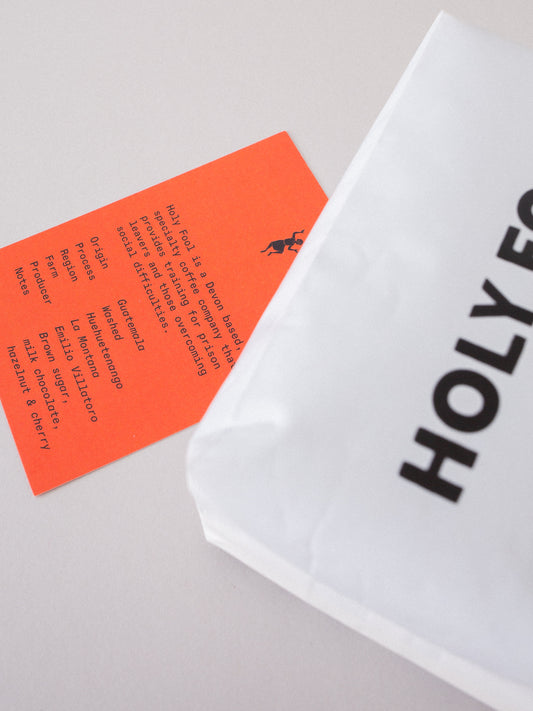 Holy Fool is a Devon based,
specialty coffee company that
provides training for prison
leavers and those overcoming
social difficulties.
Origin Guatemala
Process Washed
Region Huehuetenango
Farm La Montana
Producer Emilio Villatoro
Notes Brown sugar,
milk chocolate,
hazelnut & cherry
HOLY FO